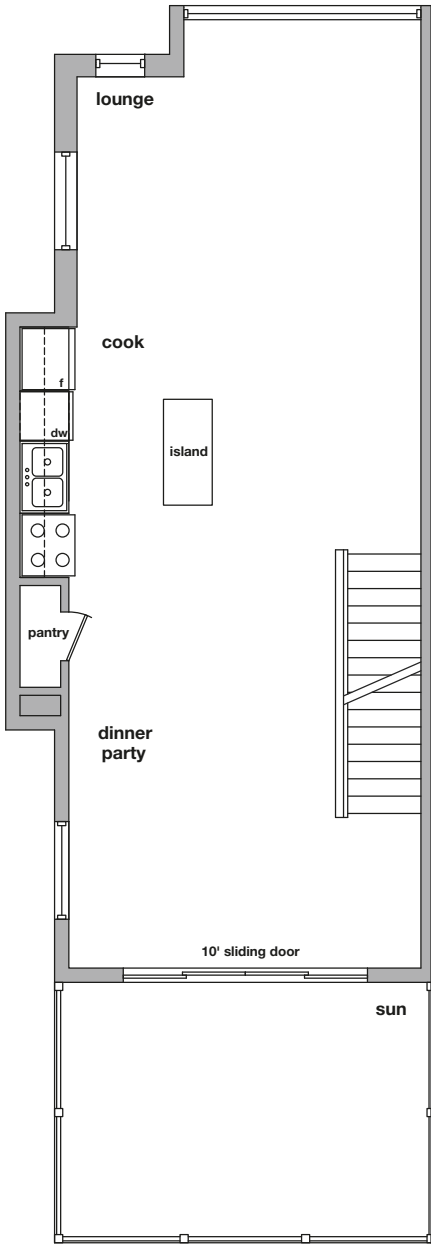 lounge
cook
f
dw
island
pantry
dinner
party
10' sliding door
sun